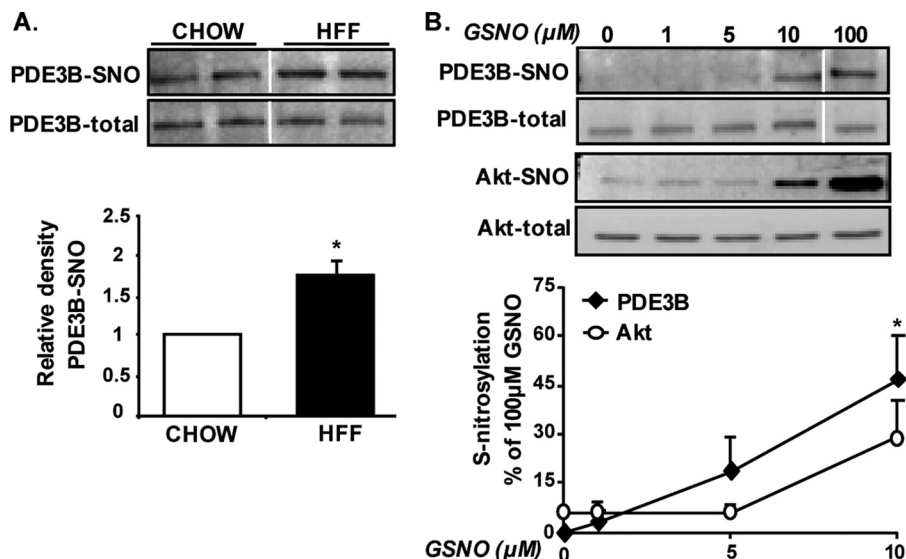 A.
CHOW HFF
PDE3B-SNO
PDE3B-total
Relative density
PDE3B-SNO
2.5
2
1.5
1
0.5
0
*
CHOW HFF
B.
GSNO (µM) 0 1 5 10 100
PDE3B-SNO
PDE3B-total
Akt-SNO
Akt-total
S-nitrosylation
% of 100µM GSNO
75
60
45
30
15
0
PDE3B
Akt
*
GSNO (µM) 0 5 10